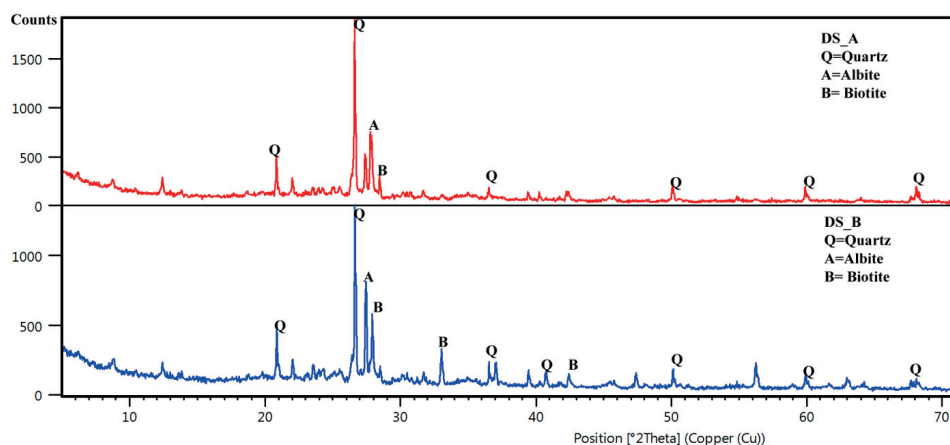 Counts
Q
DS_A
Q=Quartz
A=Albite
B= Biotite
1500
1000
A
500
Q
B
Q
Q
Q
Q
0
Q
DS_B
Q=Quartz
A=Albite
B= Biotite
1000
A
B
500
Q
B
Q
Q
B
Q
Q
Q
0
10
20
30
40
50
60
70
Position [°2Theta] (Copper (Cu))